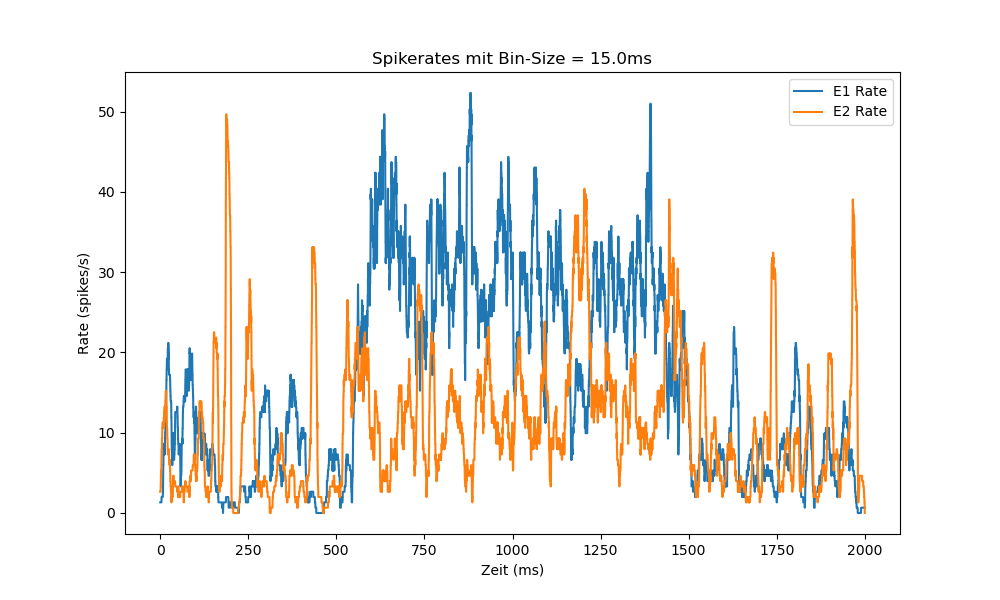 Spikerates mit Bin-Size = 15.0ms
E1 Rate
E2 Rate
Rate (spikes/s)
50
40
30
20
10
0
0 250 500 750 1000 1250 1500 1750 2000
Zeit (ms)